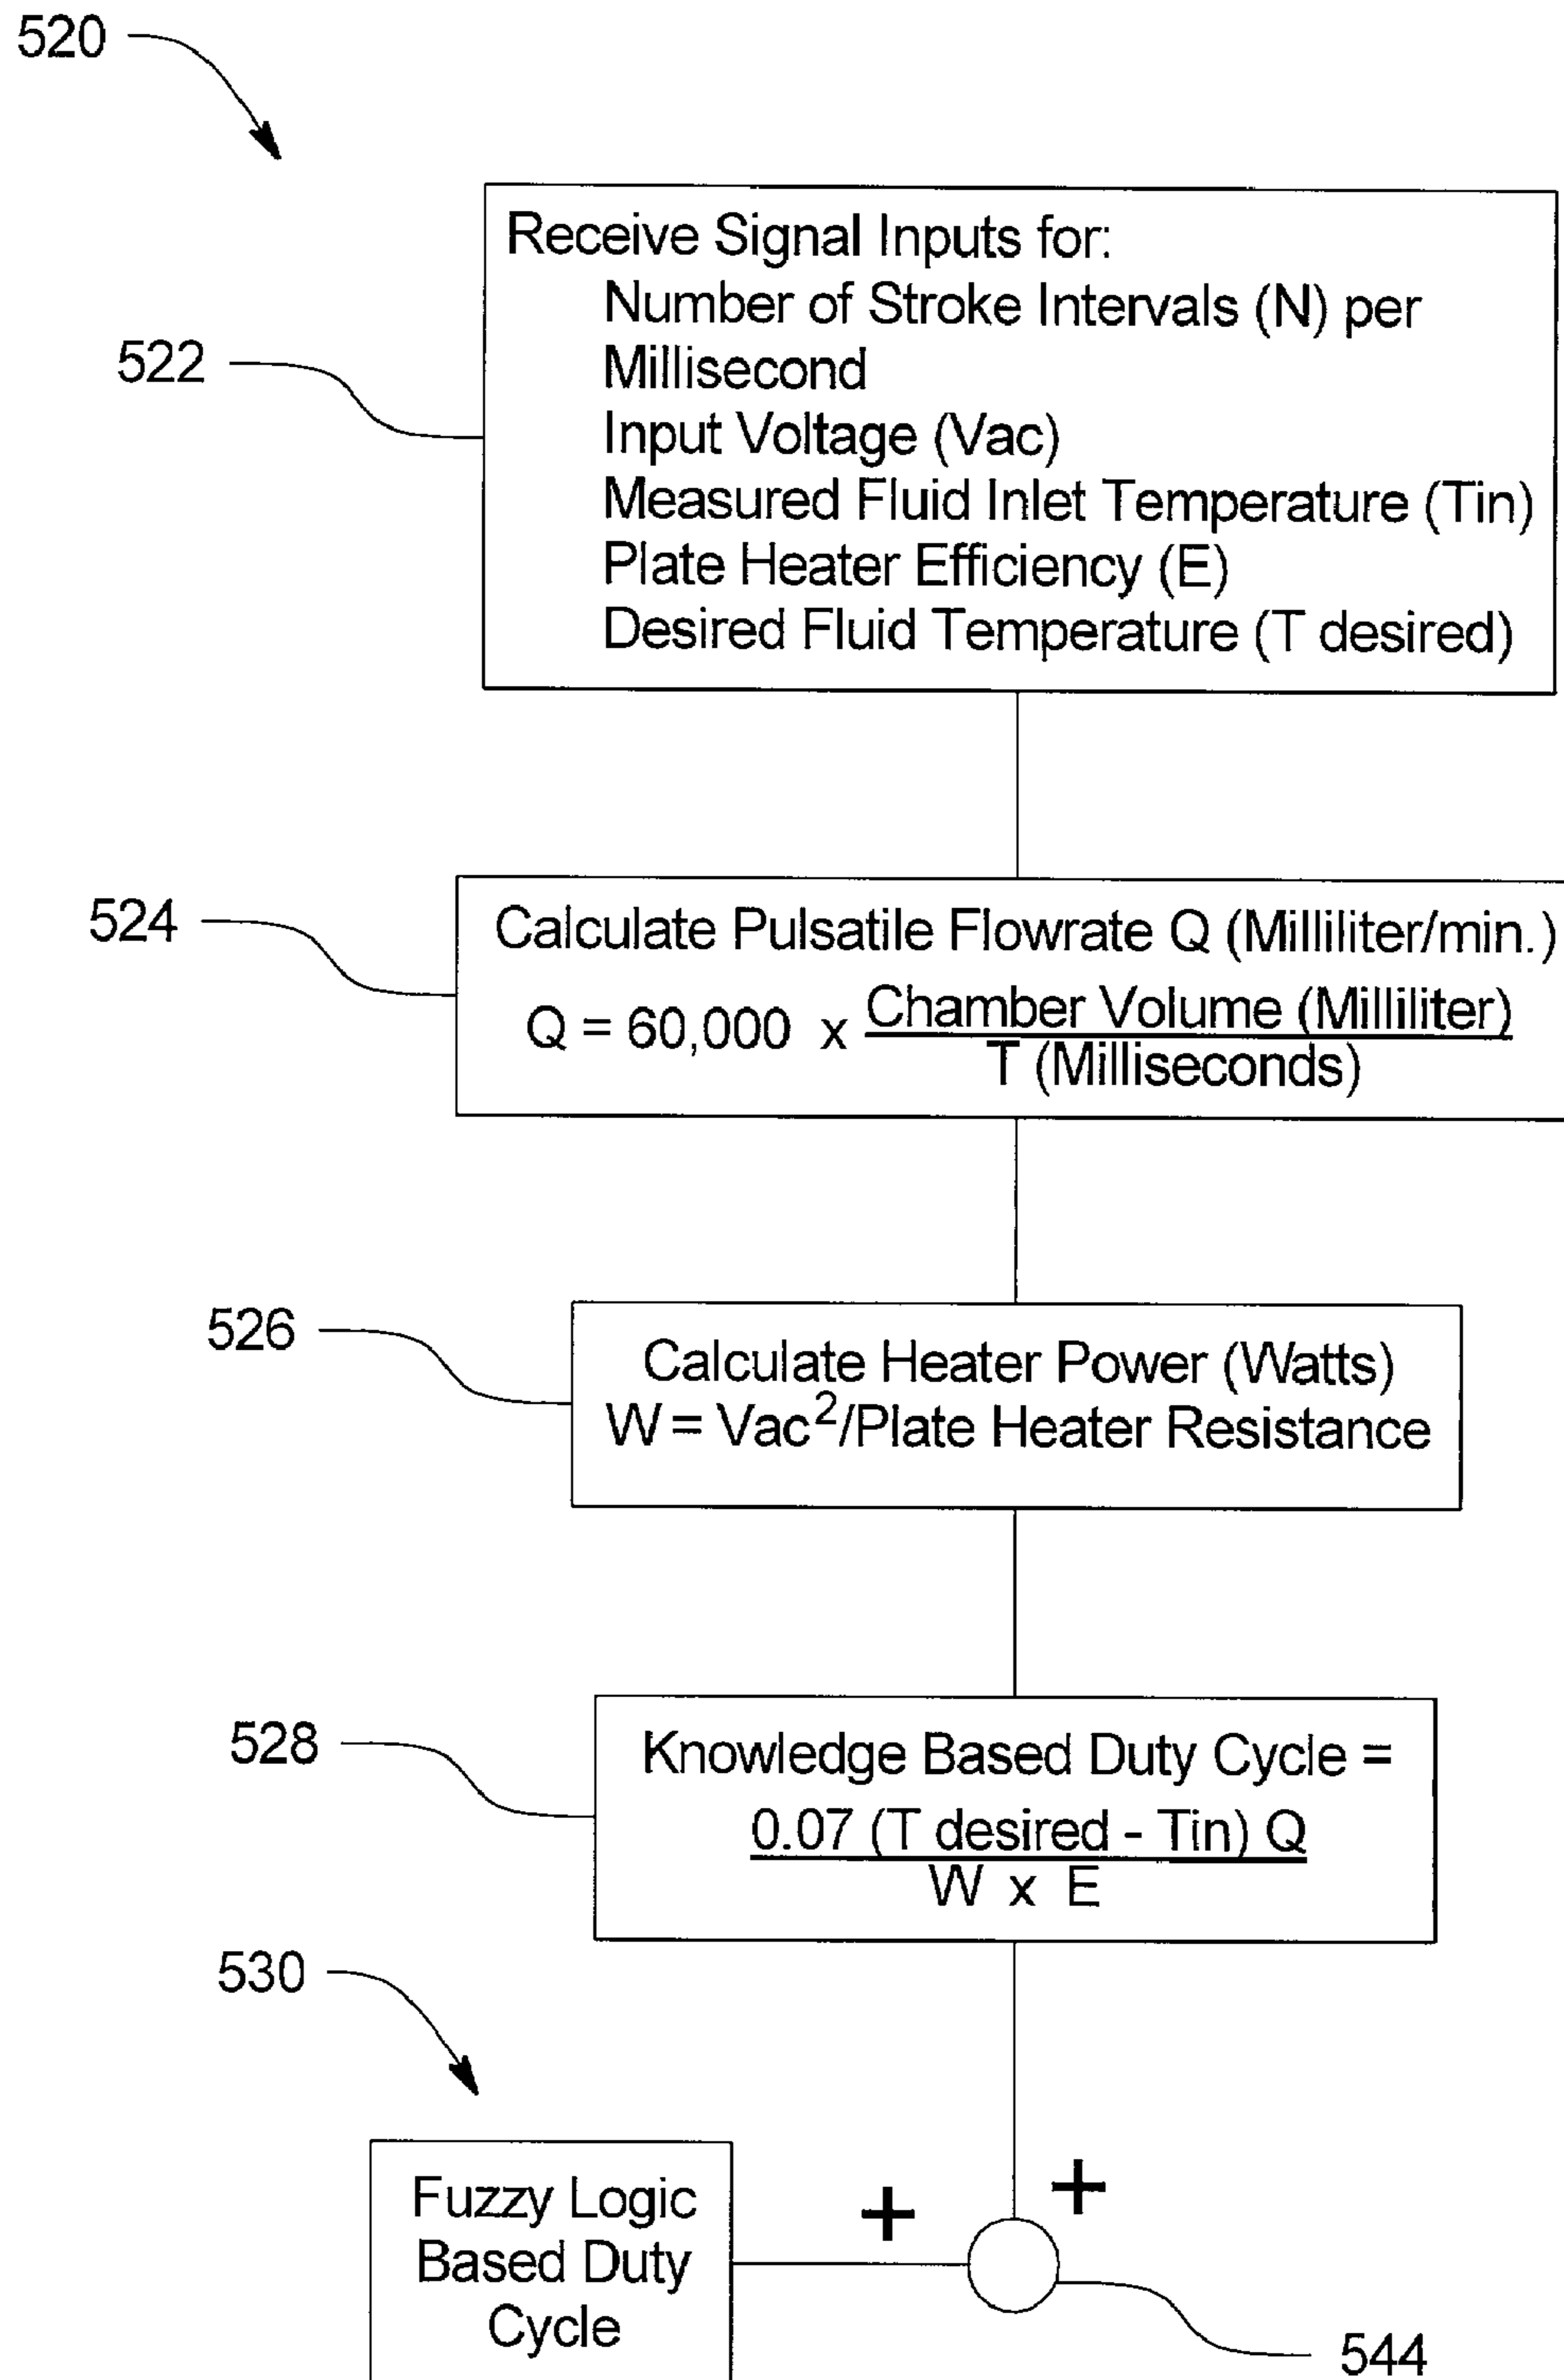 520
Receive Signal Inputs for:
Number of Stroke Intervals (N) per
Millisecond
522
Input Voltage (Vac)
Measured Fluid Inlet Temperature (Tin)
Plate Heater Efficiency (E)
Desired Fluid Temperature (T desired)
524
Calculate Pulsatile Flowrate Q (Milliliter/min.)
Q = 60,000 x Chamber Volume (Milliliter)
T (Milliseconds)
526
Calculate Heater Power (Watts)
W = Vac²/Plate Heater Resistance
528
Knowledge Based Duty Cycle =
0.07 (T desired - Tin) Q
W x E
530
Fuzzy Logic
Based Duty
Cycle
+
+
544